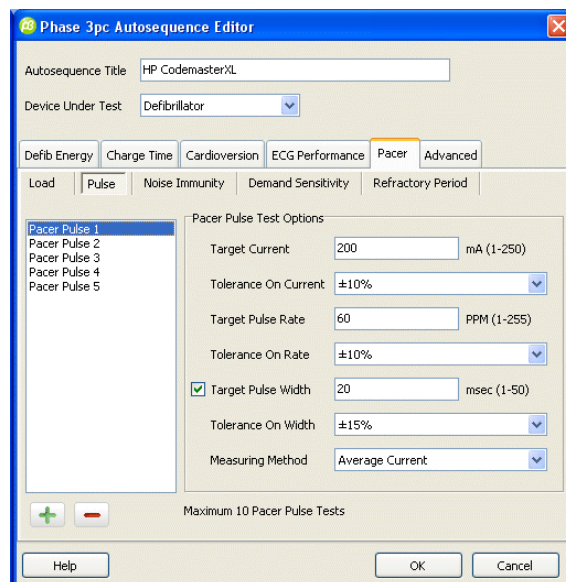 Phase 3pc Autosequence Editor
Autosequence Title HP CodemasterXL
Device Under Test Defibrillator
Defib Energy Charge Time Cardioversion ECG Performance Pacer Advanced
Load Pulse Noise Immunity Demand Sensitivity Refractory Period
Pacer Pulse 1
Pacer Pulse 2
Pacer Pulse 3
Pacer Pulse 4
Pacer Pulse 5
Pacer Pulse Test Options
Target Current 200 mA (1-250)
Tolerance On Current ±10%
Target Pulse Rate 60 PPM (1-255)
Tolerance On Rate ±10%
Target Pulse Width 20 msec (1-50)
Tolerance On Width ±15%
Measuring Method Average Current
Maximum 10 Pacer Pulse Tests
Help OK Cancel